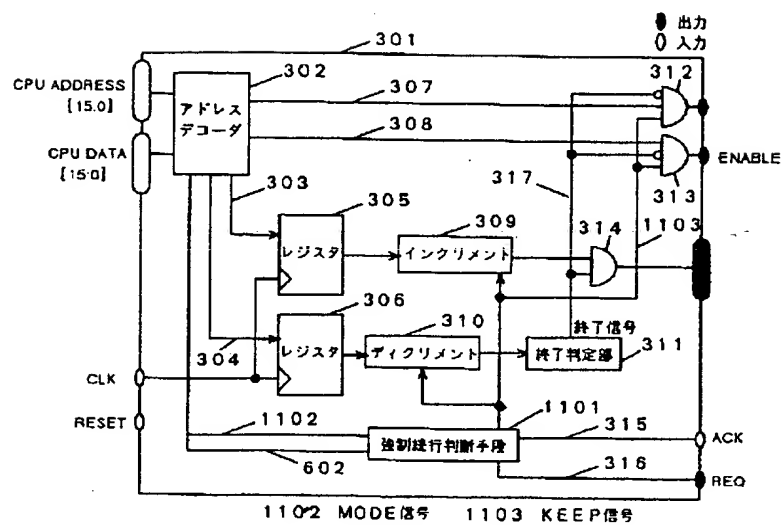 出力
入力
301
302
307
308
312
CPU ADDRESS
[15.0]
アドレス
デコーダ
CPU DATA
[15:0]
ENABLE
313
317
303
305
309
314
1103
レジスタ
インクリメント
306
310
終了信号
304
レジスタ
ディクリメント
終了判定部
311
CLK
RESET
1102
1101
315
強制続行判断手段
ACK
602
316
REQ
1102 MODE信号 1103 KEEP信号